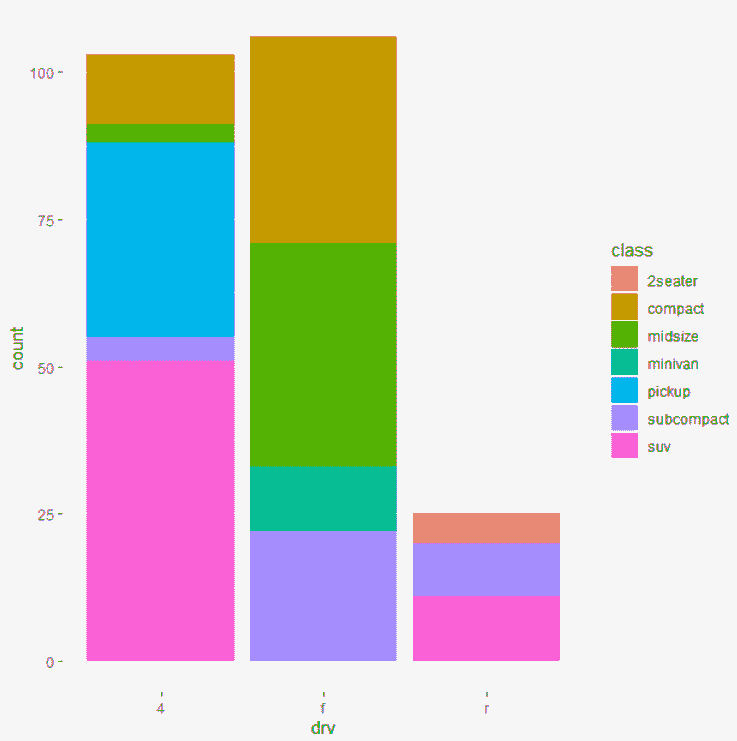 100
75
50
25
0
count
4
f
r
drv
class
2seater
compact
midsize
minivan
pickup
subcompact
suv